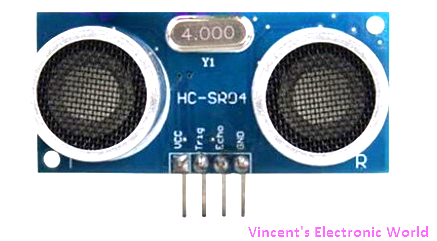 4.000
Y1
HC-SR04
VCC
Trig
Echo
GND
T
R
Vincent's Electronic World